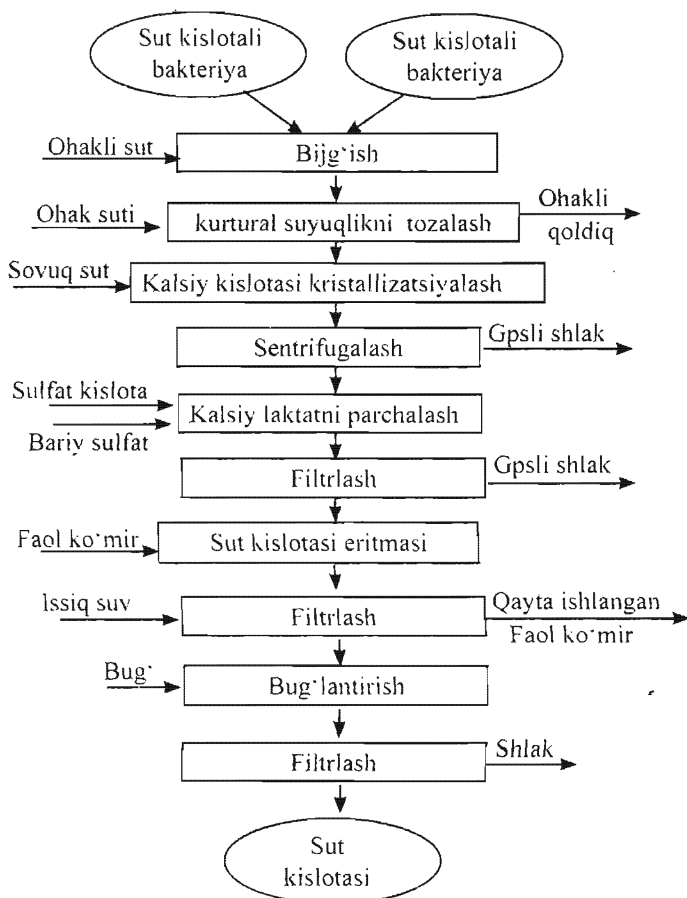 Sut kislotali
bakteriya
Sut kislotali
bakteriya
Ohakli sut
Bijg‘ish
Ohak suti
kurtural suyuqlikni tozalash
Ohakli
qoldiq
Sovuq sut
Kalsiy kislotasi kristallizatsiyalash
Sentrifugalash
Gpsli shlak
Sulfat kislota
Bariy sulfat
Kalsiy laktatni parchalash
Filtrlash
Gpsli shlak
Faol ko‘mir
Sut kislotasi eritmasi
Issiq suv
Filtrlash
Qayta ishlangan
Faol ko‘mir
Bug‘
Bug‘lantirish
Filtrlash
Shlak
Sut
kislotasi